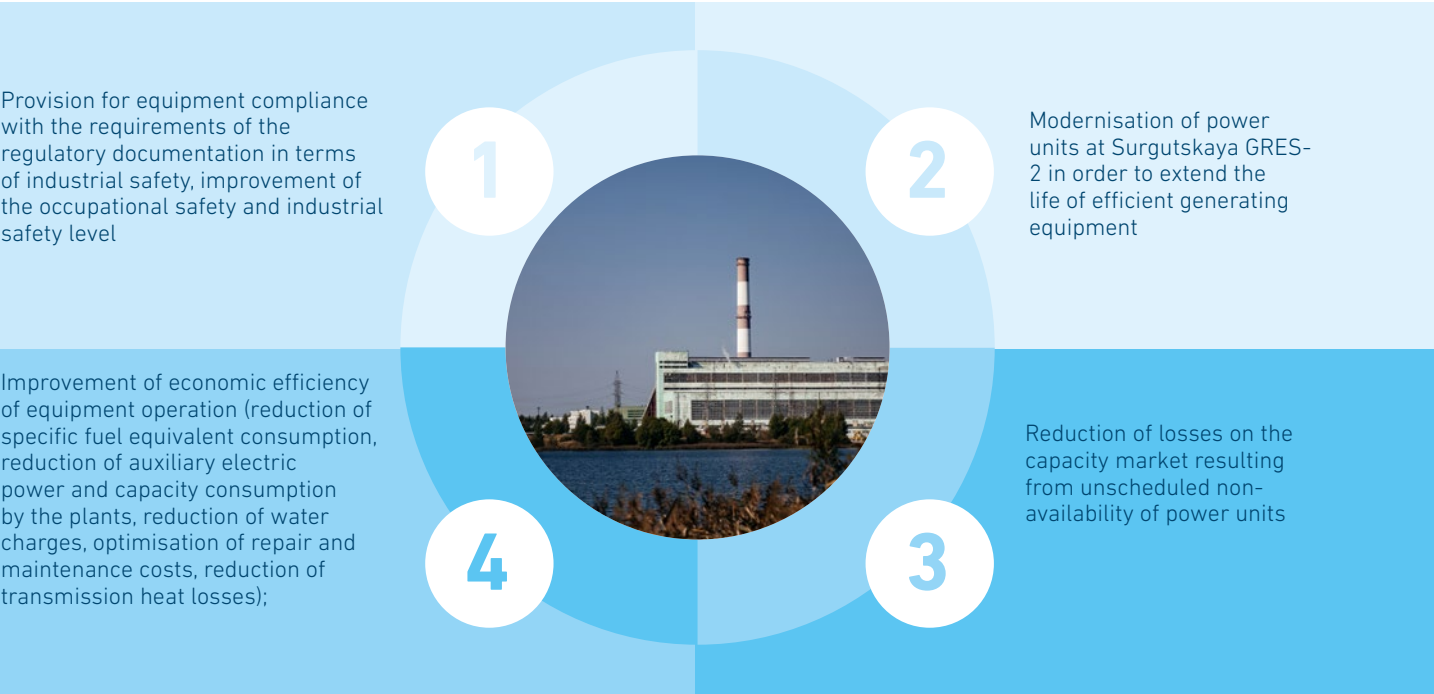 1
Provision for equipment compliance
with the requirements of the
regulatory documentation in terms
of industrial safety, improvement of
the occupational safety and industrial
safety level
2
Modernisation of power
units at Surgutskaya GRES-
2 in order to extend the
life of efficient generating
equipment
3
Reduction of losses on the
capacity market resulting
from unscheduled non-
availability of power units
4
Improvement of economic efficiency
of equipment operation (reduction of
specific fuel equivalent consumption,
reduction of auxiliary electric
power and capacity consumption
by the plants, reduction of water
charges, optimisation of repair and
maintenance costs, reduction of
transmission heat losses);